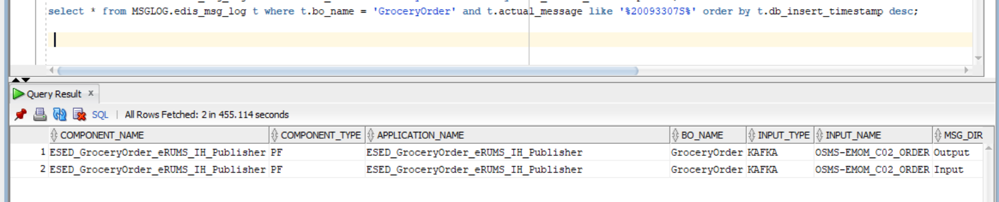 select * from MSGLOG.edis_msg_log t where t.bo_name = 'GroceryOrder' and t.actual_message like '%20093307S%' order by t.db_insert_timestamp desc;
Query Result x
SQL | All Rows Fetched: 2 in 455.114 seconds
COMPONENT_NAME COMPONENT_TYPE APPLICATION_NAME BO_NAME INPUT_TYPE INPUT_NAME MSG_DIR
1 ESED_GroceryOrder_eRUMS_IH_Publisher PF ESED_GroceryOrder_eRUMS_IH_Publisher GroceryOrder KAFKA OSMS-EMOM_C02_ORDER Output
2 ESED_GroceryOrder_eRUMS_IH_Publisher PF ESED_GroceryOrder_eRUMS_IH_Publisher GroceryOrder KAFKA OSMS-EMOM_C02_ORDER Input